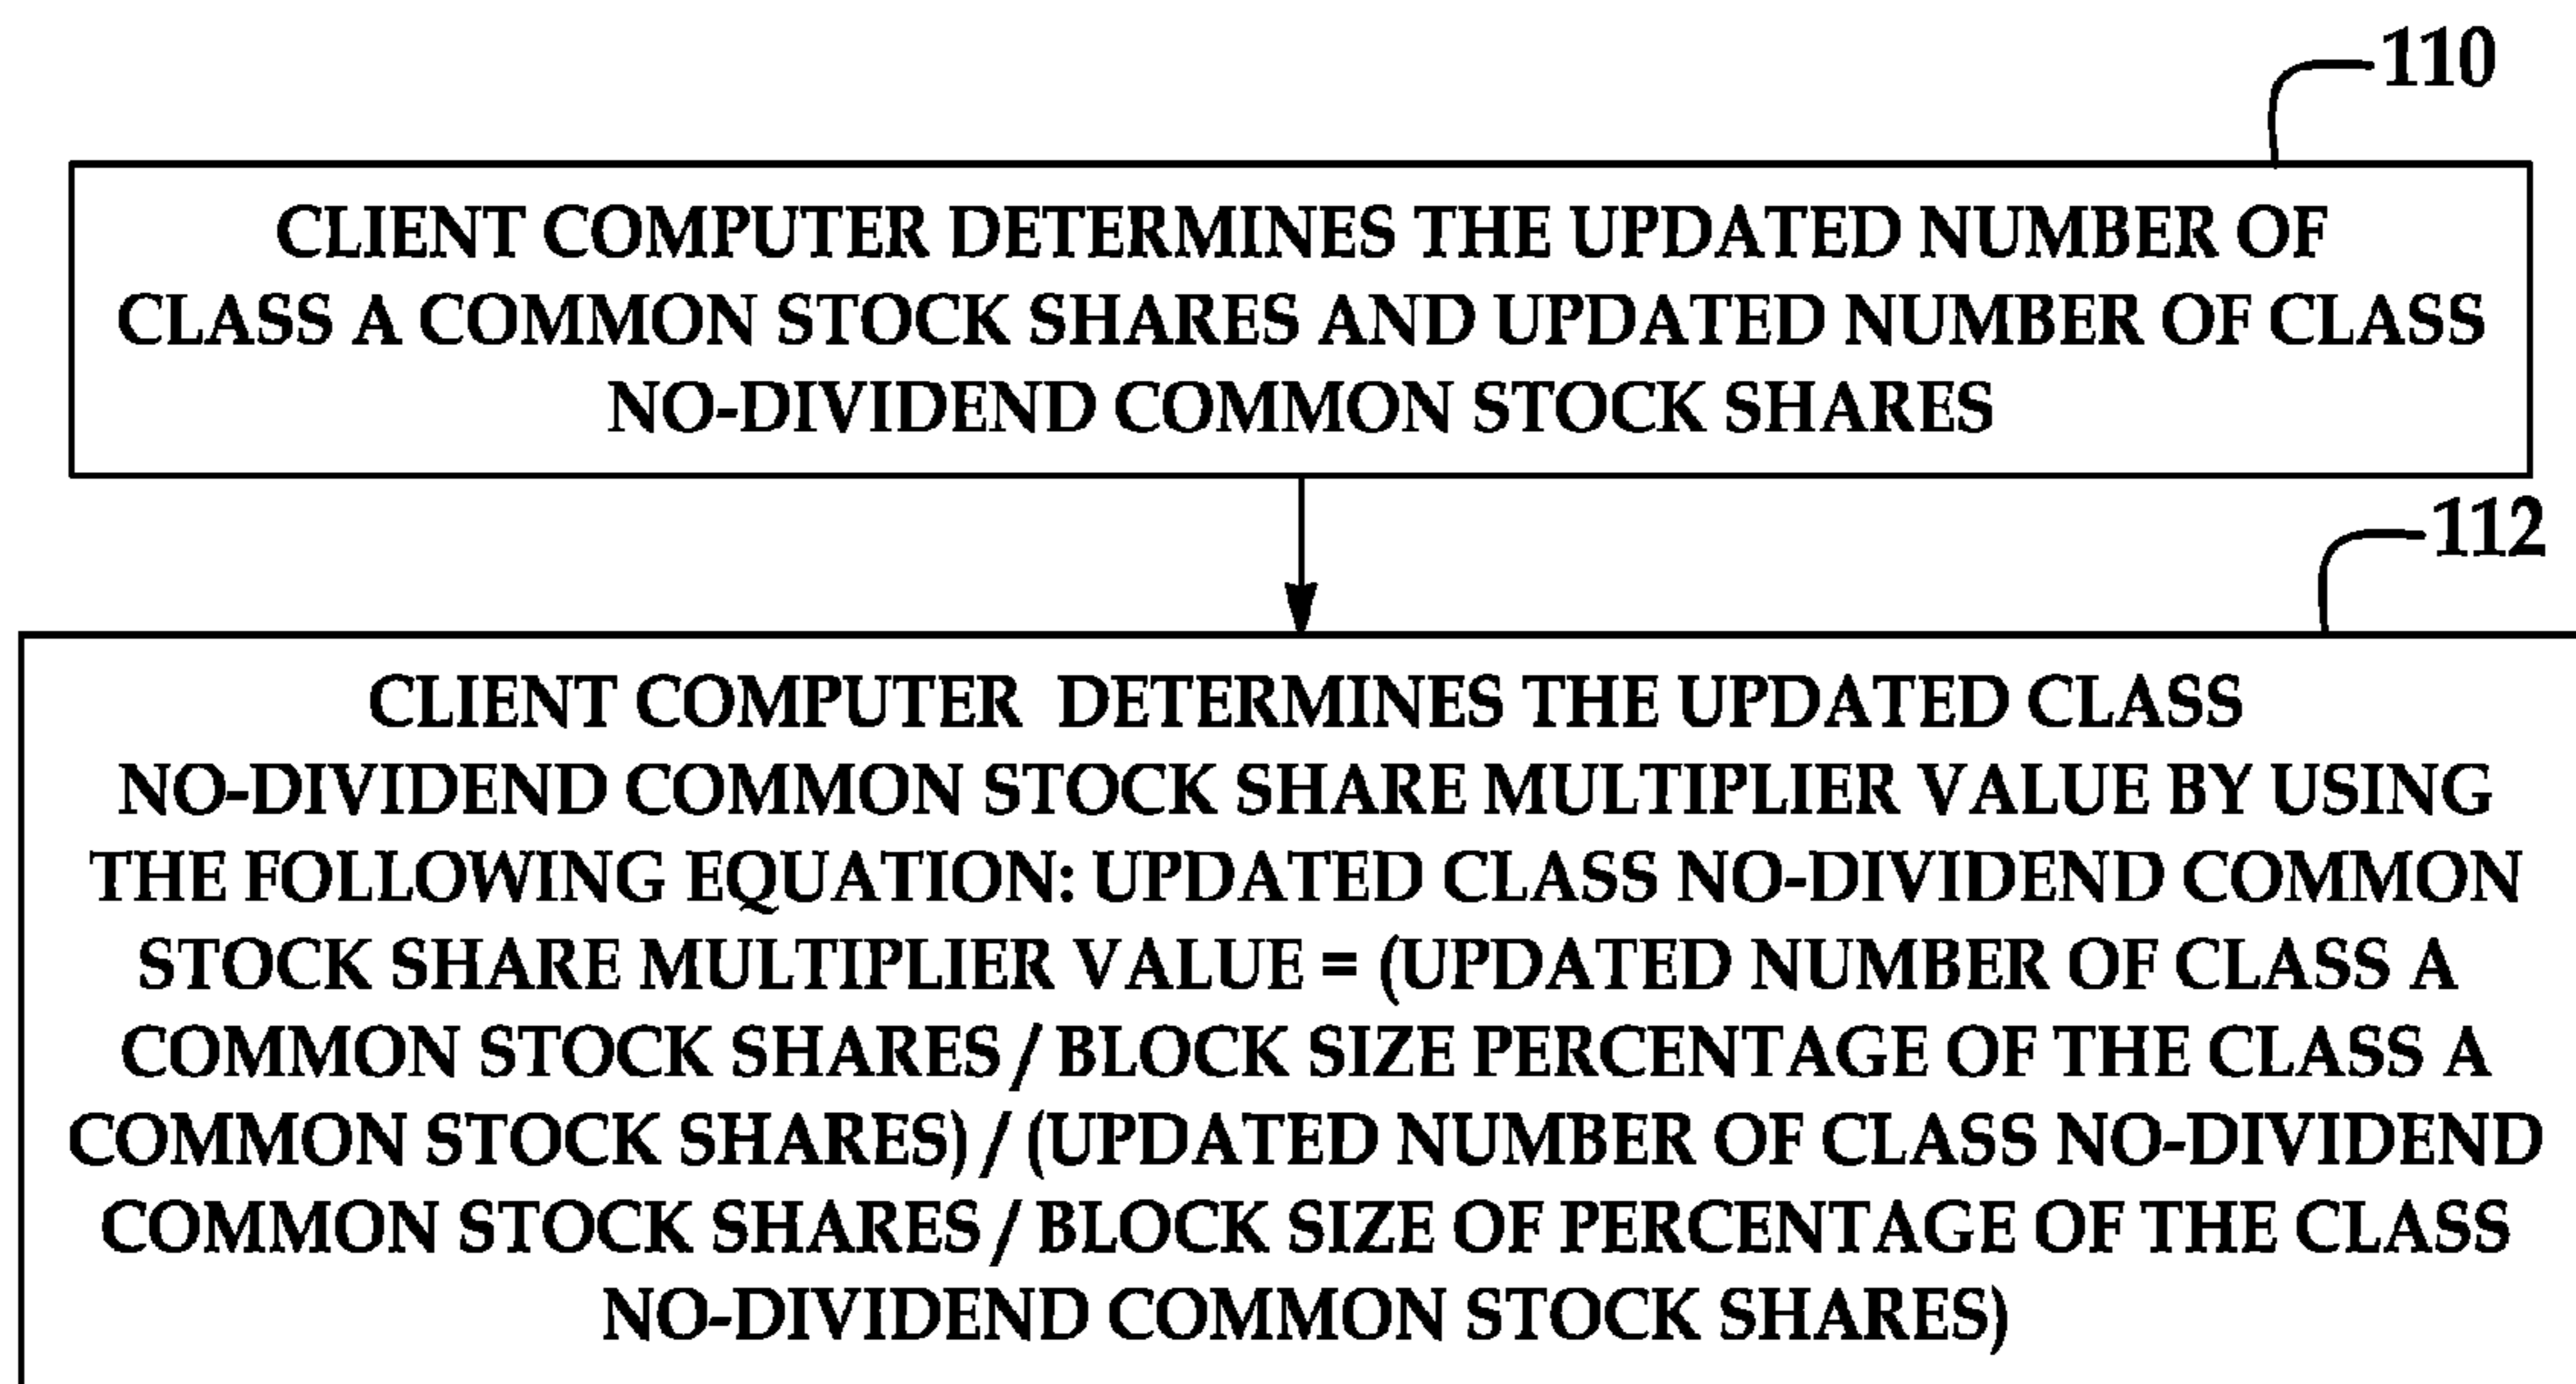 110
CLIENT COMPUTER DETERMINES THE UPDATED NUMBER OF
CLASS A COMMON STOCK SHARES AND UPDATED NUMBER OF CLASS
NO-DIVIDEND COMMON STOCK SHARES
112
CLIENT COMPUTER DETERMINES THE UPDATED CLASS
NO-DIVIDEND COMMON STOCK SHARE MULTIPLIER VALUE BY USING
THE FOLLOWING EQUATION: UPDATED CLASS NO-DIVIDEND COMMON
STOCK SHARE MULTIPLIER VALUE = (UPDATED NUMBER OF CLASS A
COMMON STOCK SHARES / BLOCK SIZE PERCENTAGE OF THE CLASS A
COMMON STOCK SHARES) / (UPDATED NUMBER OF CLASS NO-DIVIDEND
COMMON STOCK SHARES / BLOCK SIZE OF PERCENTAGE OF THE CLASS
NO-DIVIDEND COMMON STOCK SHARES)